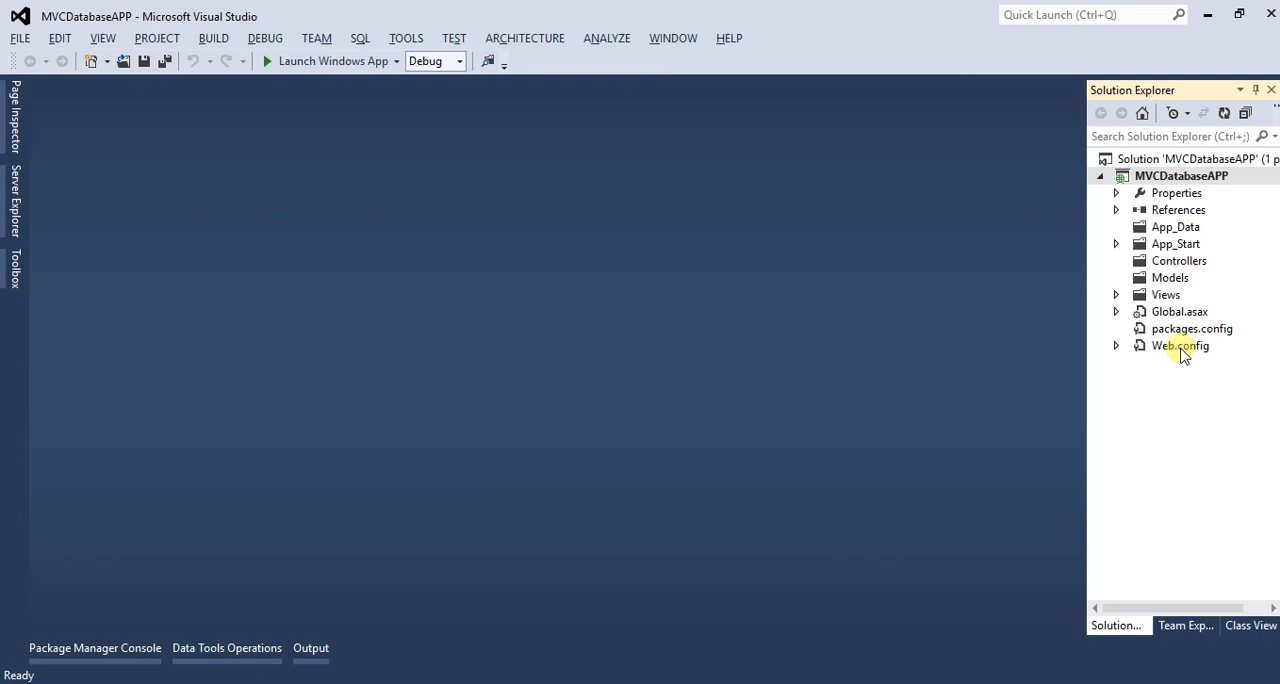 MVCDatabaseAPP - Microsoft Visual Studio
Quick Launch (Ctrl+Q)
FILE EDIT VIEW PROJECT BUILD DEBUG TEAM SQL TOOLS TEST ARCHITECTURE ANALYZE WINDOW HELP
Launch Windows App Debug
Page Inspector
Server Explorer
Toolbox
Solution Explorer
Search Solution Explorer (Ctrl+;)
Solution 'MVCDatabaseAPP' (1 p
MVCDatabaseAPP
Properties
References
App_Data
App_Start
Controllers
Models
Views
Global.asax
packages.config
Web.config
Solution... Team Exp... Class View
Package Manager Console Data Tools Operations Output
Ready